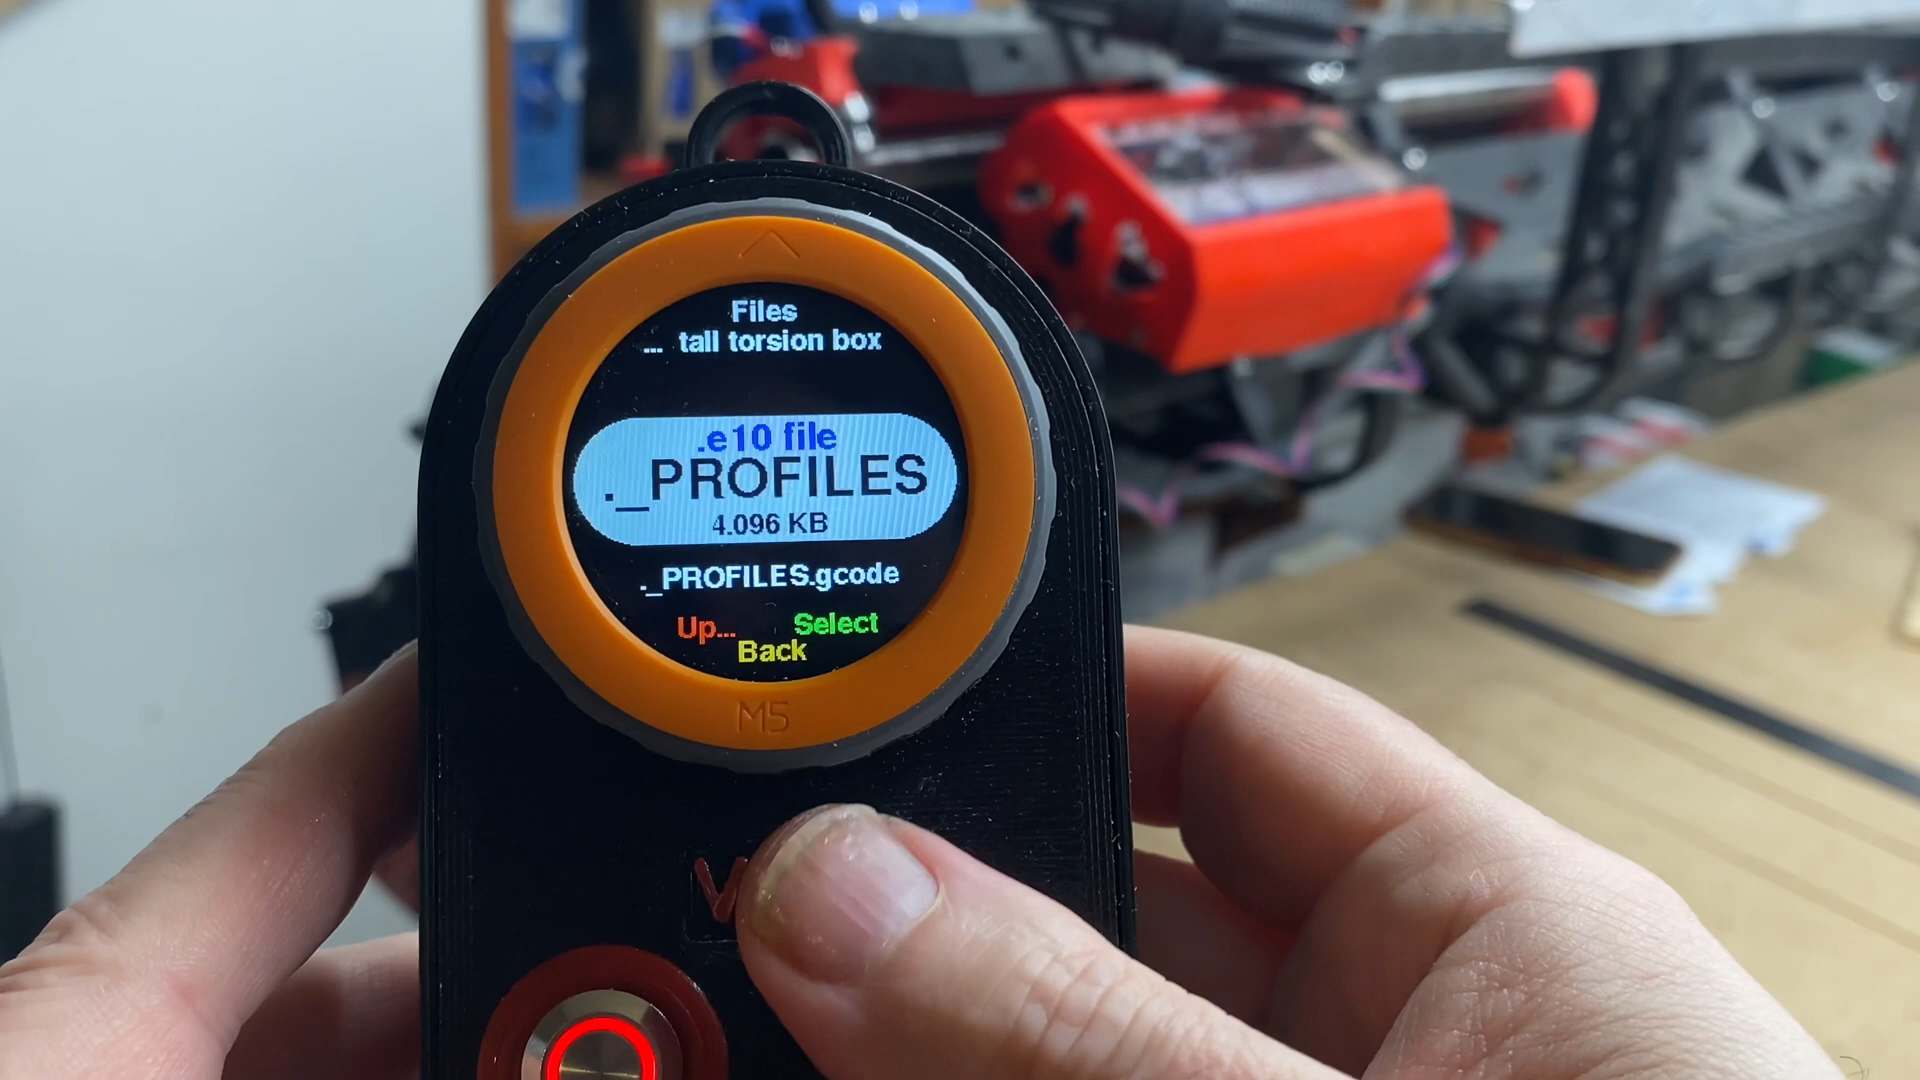 Files
... tall torsion box
.e10 file
._PROFILES
4.096 KB
._PROFILES.gcode
Up... Select
Back
M5